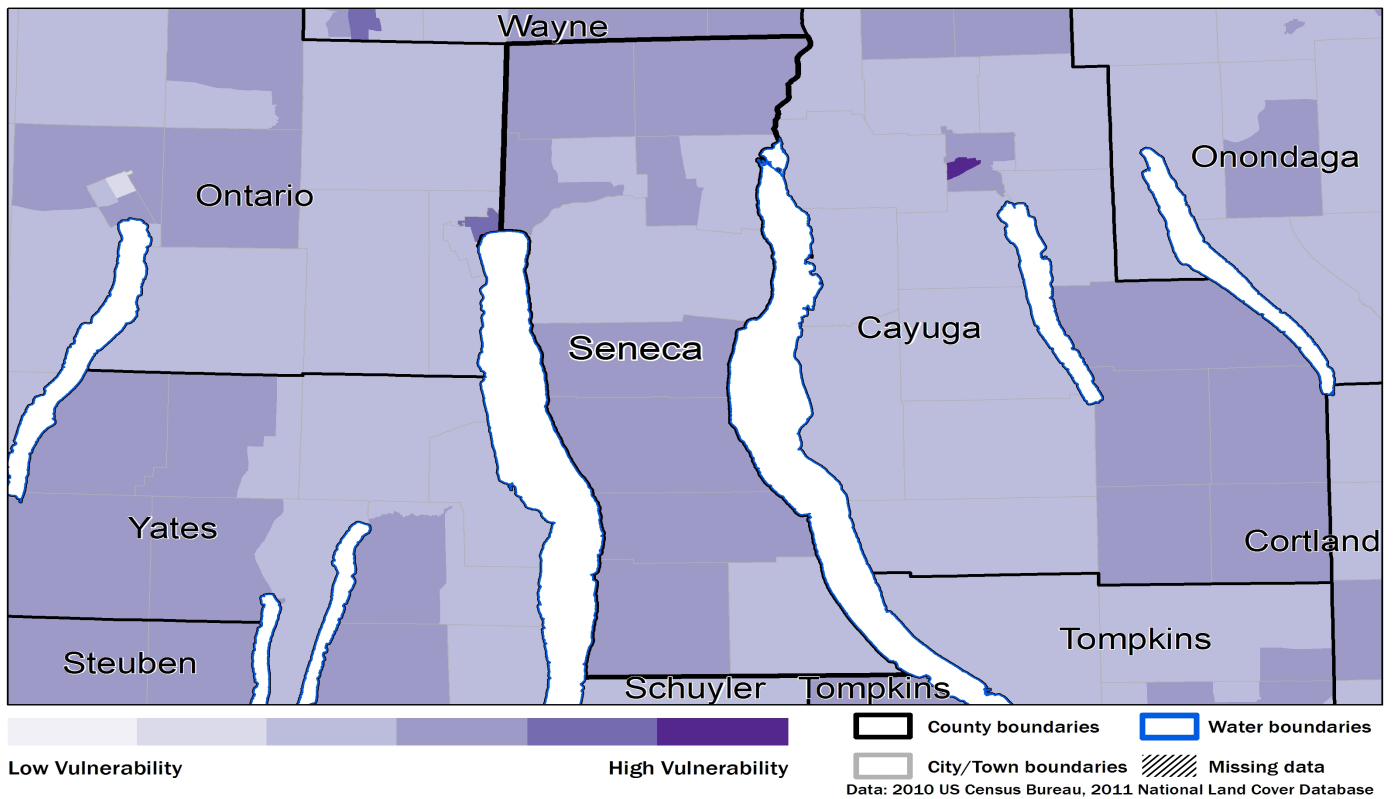 Wayne
Onondaga
Ontario
Cayuga
Seneca
Yates
Cortland
Tompkins
Steuben
Schuyler
Tompkins
County boundaries
Water boundaries
Low Vulnerability
High Vulnerability
City/Town boundaries
Missing data
Data: 2010 US Census Bureau, 2011 National Land Cover Database